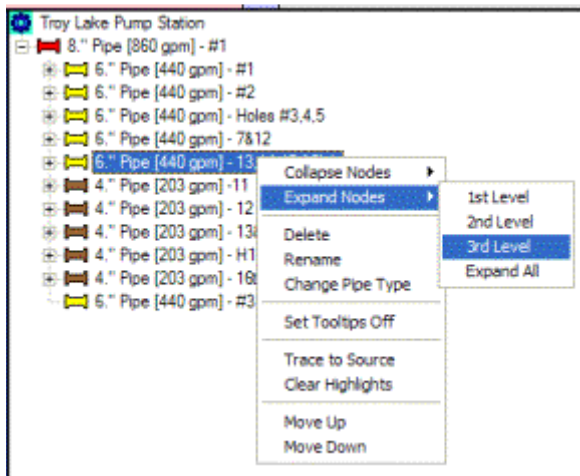 Troy Lake Pump Station
8." Pipe [860 gpm] - #1
6." Pipe [440 gpm] - #1
6." Pipe [440 gpm] - #2
6." Pipe [440 gpm] - Holes #3,4,5
6." Pipe [440 gpm] - 7&12
6." Pipe [440 gpm] - 13
4." Pipe [203 gpm] -11
4." Pipe [203 gpm] - 12
4." Pipe [203 gpm] - 13
4." Pipe [203 gpm] - H1
4." Pipe [203 gpm] - 16
6." Pipe [440 gpm] - #3
Collapse Nodes
Expand Nodes
Delete
Rename
Change Pipe Type
Set Tooltips Off
Trace to Source
Clear Highlights
Move Up
Move Down
1st Level
2nd Level
3rd Level
Expand All